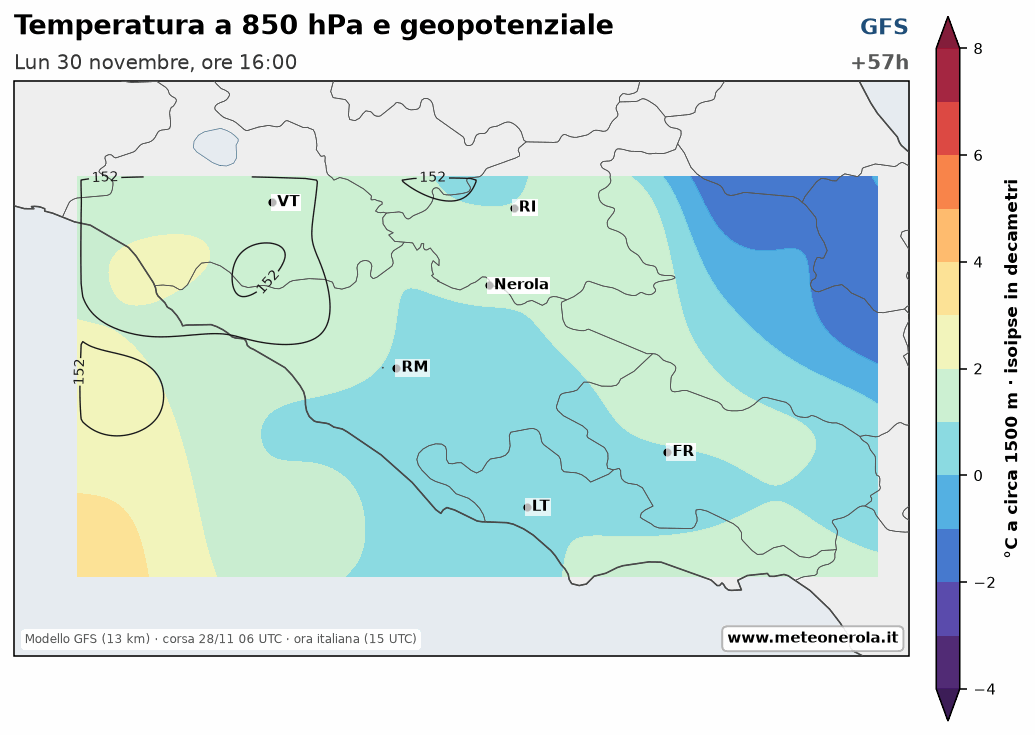 Temperatura a 850 hPa e geopotenziale
GFS
Lun 30 novembre, ore 16:00
+57h
152
152
VT
RI
152
Nerola
152
RM
FR
LT
Modello GFS (13 km) · corsa 28/11 06 UTC · ora italiana (15 UTC)
www.meteonerola.it
8
6
4
2
0
−2
−4
°C a circa 1500 m · isoipse in decametri